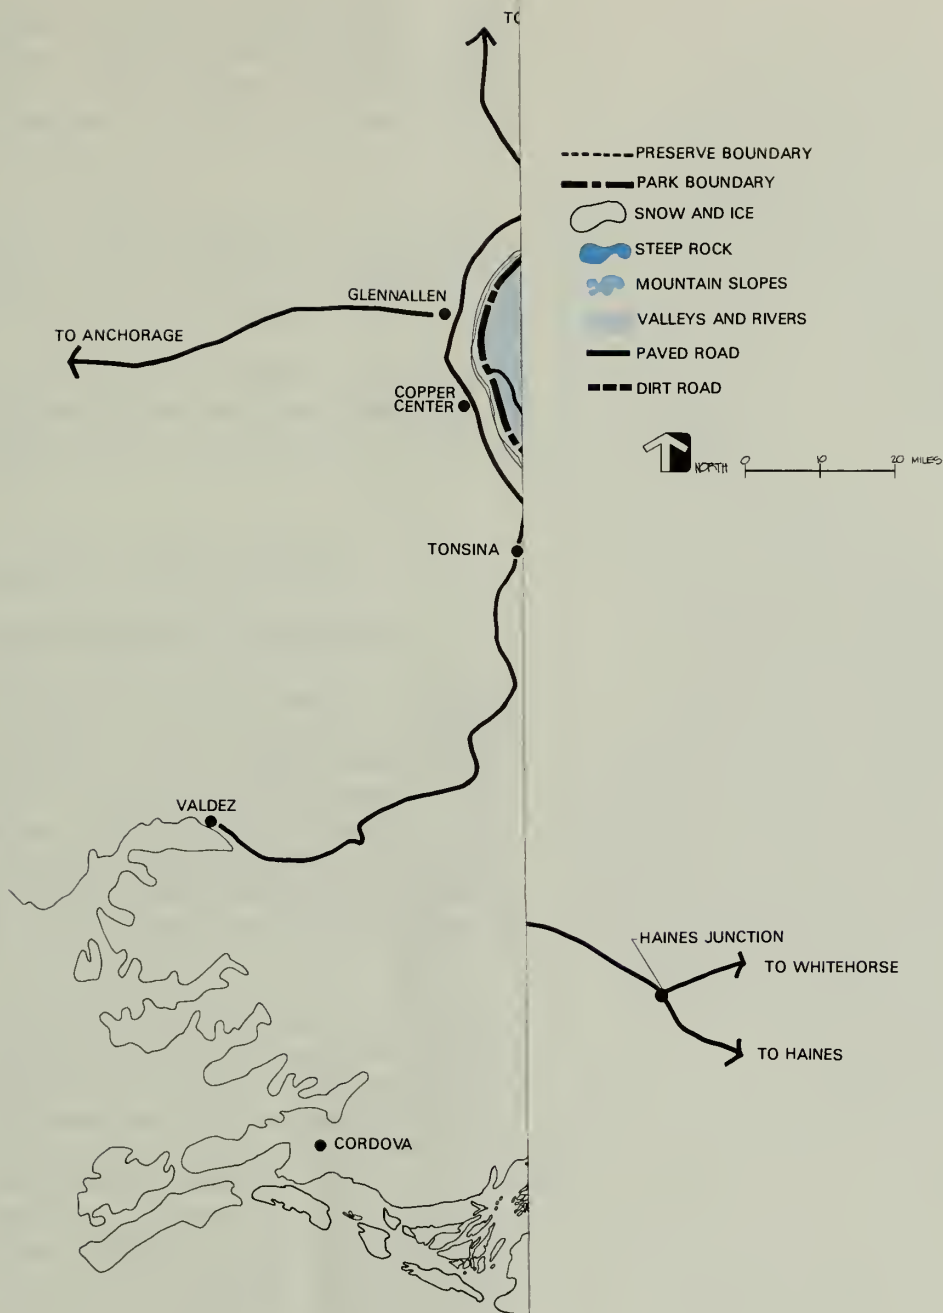 TO
PRESERVE BOUNDARY
PARK BOUNDARY
SNOW AND ICE
STEEP ROCK
MOUNTAIN SLOPES
VALLEYS AND RIVERS
PAVED ROAD
DIRT ROAD
NORTH 0 10 20 MILES
GLENNALLEN
TO ANCHORAGE
COPPER
CENTER
TONSINA
VALDEZ
HAINES JUNCTION
TO WHITEHORSE
TO HAINES
CORDOVA